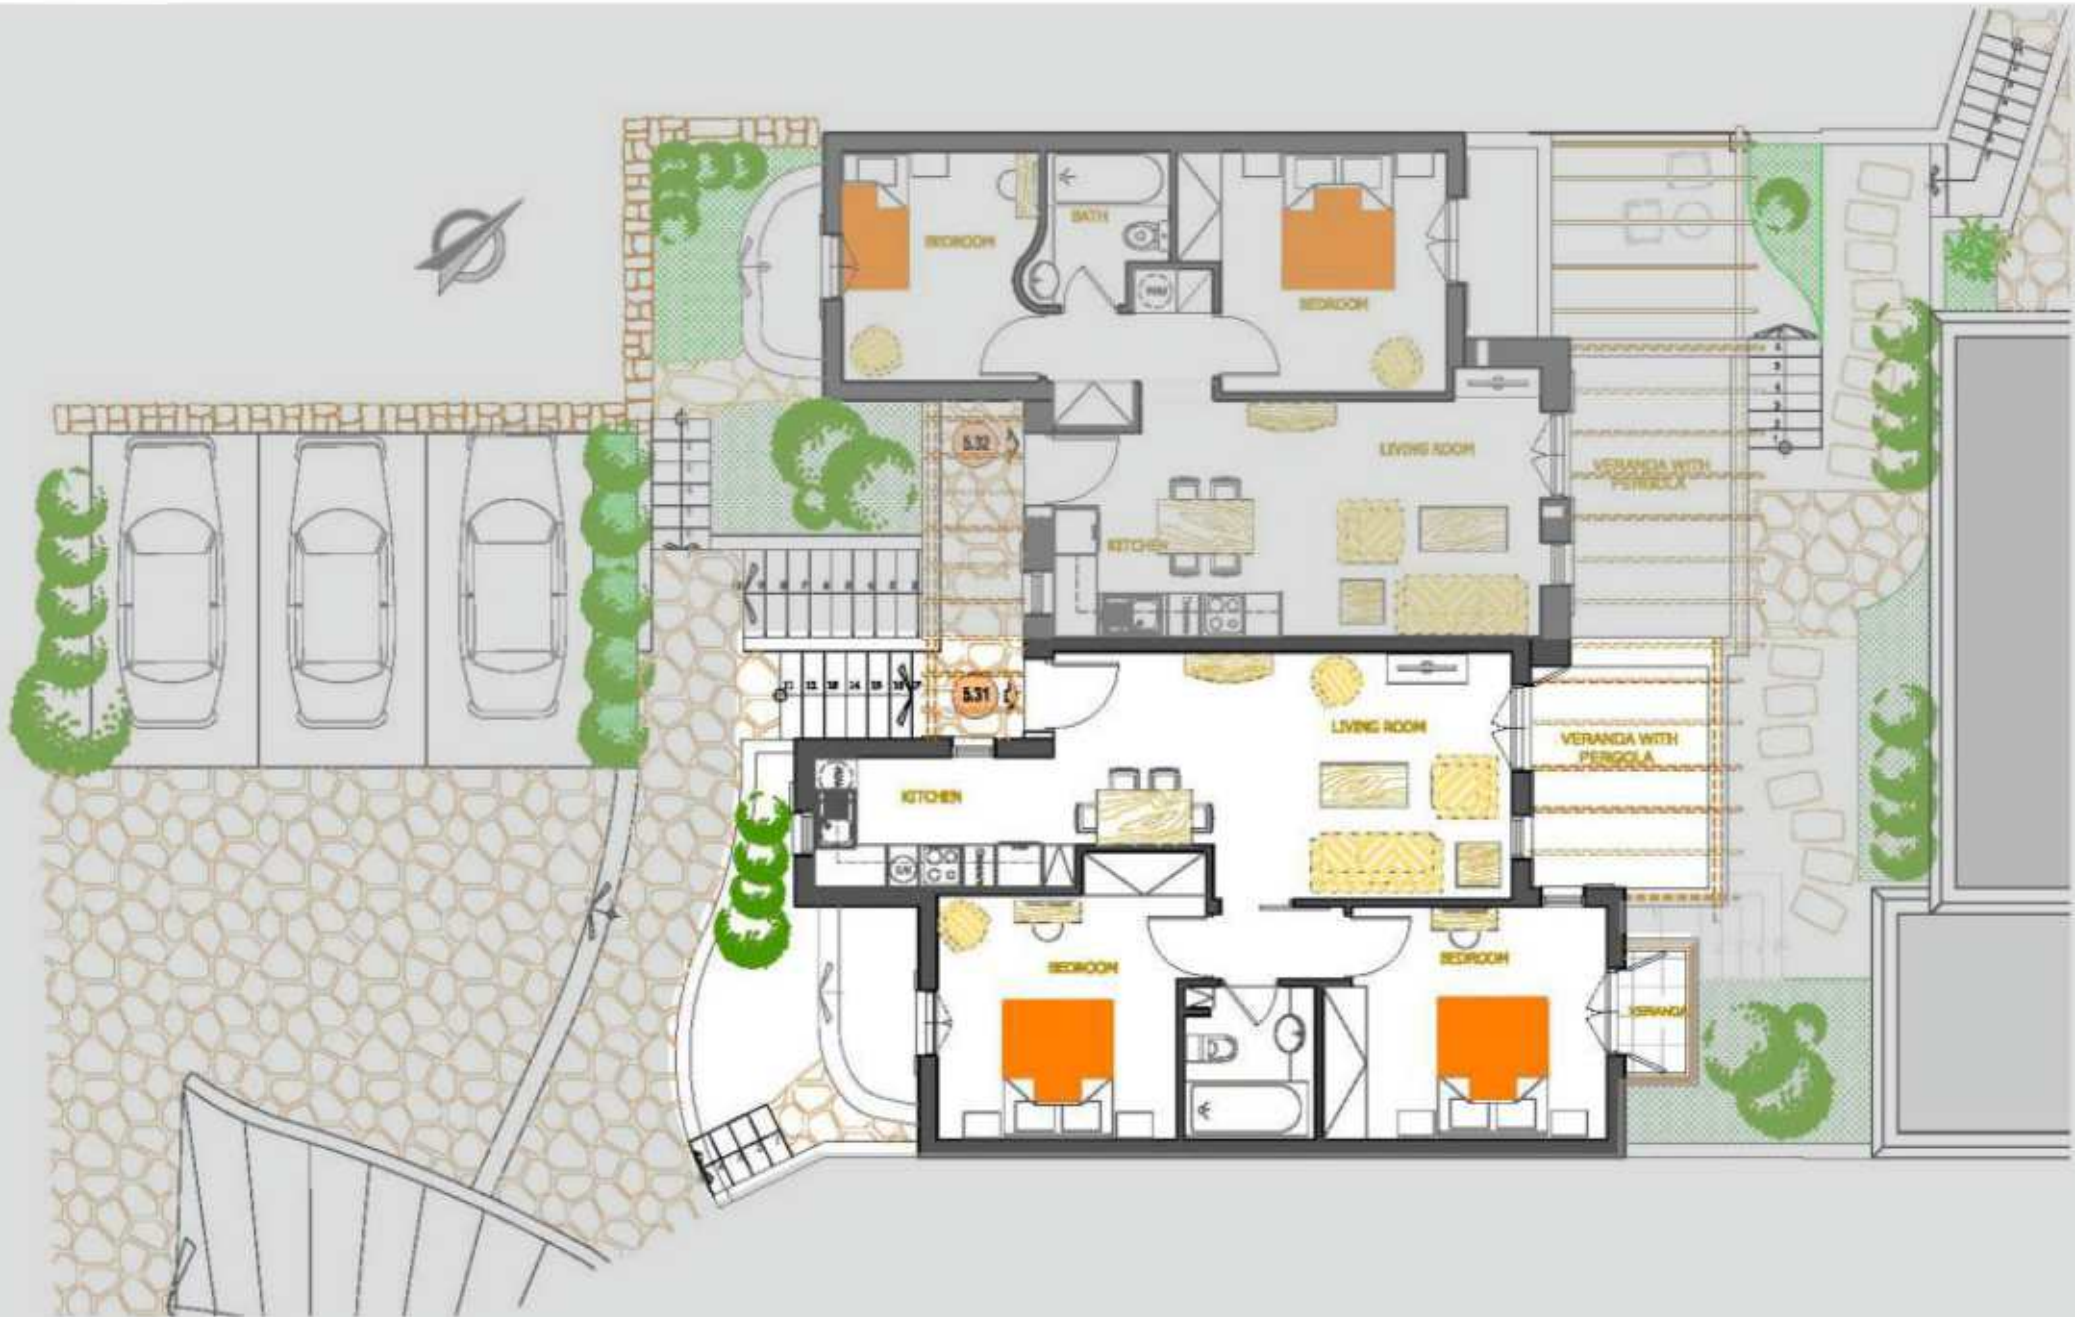 BATH
BEDROOM
BEDROOM
5.32
LIVING ROOM
VERANDA WITH
PERGOLA
KITCHEN
5.31
LIVING ROOM
VERANDA WITH
PERGOLA
KITCHEN
BEDROOM
BEDROOM
VERANDA